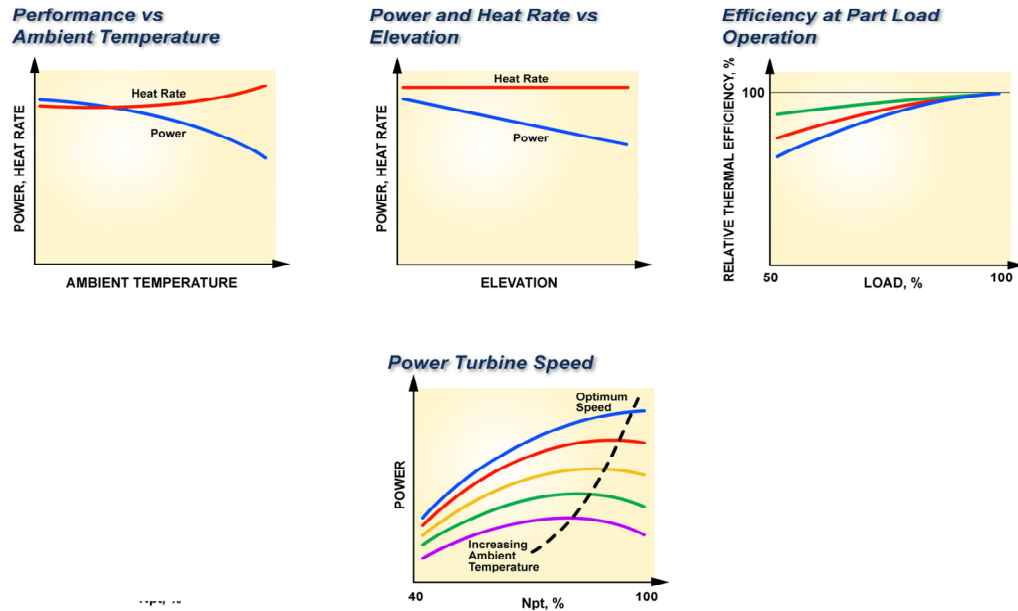 Performance vs
Ambient Temperature
POWER, HEAT RATE
Heat Rate
Power
AMBIENT TEMPERATURE
Power and Heat Rate vs
Elevation
POWER, HEAT RATE
Heat Rate
Power
ELEVATION
Efficiency at Part Load
Operation
RELATIVE THERMAL EFFICIENCY, %
100
50
LOAD, %
100
Power Turbine Speed
POWER
Optimum
Speed
Increasing
Ambient
Temperature
40
Npt, %
100